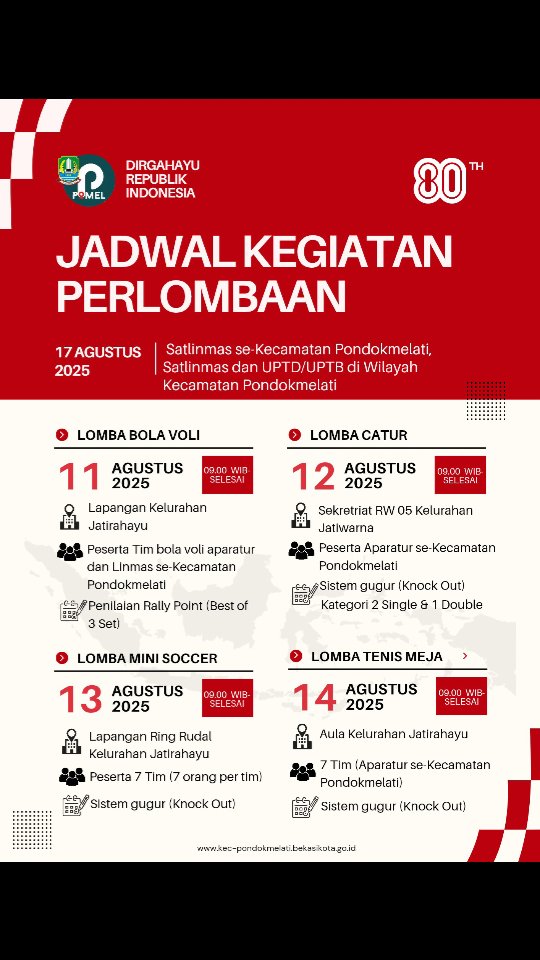 POMEL
DIRGAHAYU
REPUBLIK
INDONESIA
80TH
JADWAL KEGIATAN
PERLOMBAAN
17 AGUSTUS
2025
Satlinmas se-Kecamatan Pondokmelati,
Satlinmas dan UPTD/UPTB di Wilayah
Kecamatan Pondokmelati
LOMBA BOLA VOLI
11
AGUSTUS
2025
09.00 WIB-
SELESAI
Lapangan Kelurahan
Jatirahayu
Peserta Tim bola voli aparatur
dan Linmas se-Kecamatan
Pondokmelati
Penilaian Rally Point (Best of
3 Set)
LOMBA CATUR
12
AGUSTUS
2025
09.00 WIB-
SELESAI
Sekretriat RW 05 Kelurahan
Jatiwarna
Peserta Aparatur se-Kecamatan
Pondokmelati
Sistem gugur (Knock Out)
Kategori 2 Single & 1 Double
LOMBA MINI SOCCER
13
AGUSTUS
2025
09.00 WIB-
SELESAI
Lapangan Ring Rudal
Kelurahan Jatirahayu
Peserta 7 Tim (7 orang per tim)
Sistem gugur (Knock Out)
LOMBA TENIS MEJA
14
AGUSTUS
2025
09.00 WIB-
SELESAI
Aula Kelurahan Jatirahayu
7 Tim (Aparatur se-Kecamatan
Pondokmelati)
Sistem gugur (Knock Out)
www.kec-pondokmelati.bekasikota.go.id